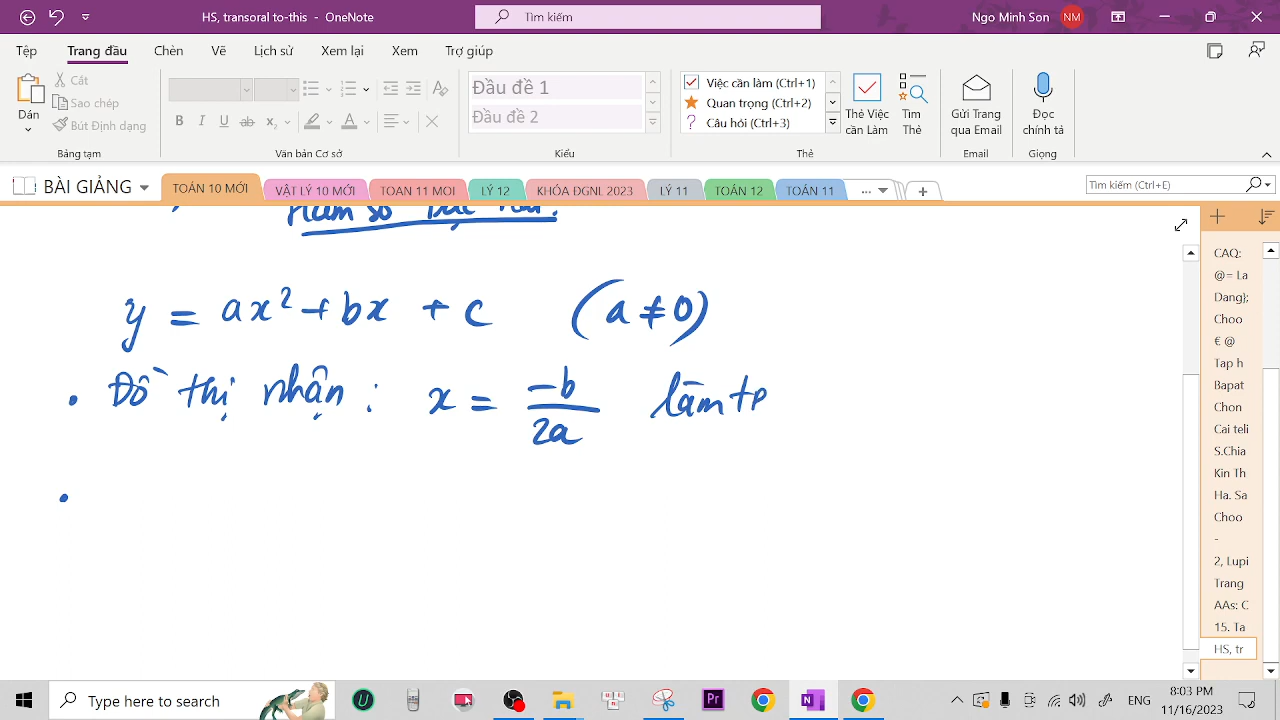 HS, transoral to-this - OneNote
Tìm kiếm
Ngo Minh Son
NM
Tệp Trang đầu Chèn Vẽ Lịch sử Xem lại Xem Trợ giúp
Dán
Cắt
Sao chép
Bút Định dạng
B I U ab x
Đầu đề 1
Đầu đề 2
Việc cần làm (Ctrl+1)
Quan trọng (Ctrl+2)
Câu hỏi (Ctrl+3)
Thẻ Việc cần Làm
Tìm Thẻ
Gửi Trang qua Email
Đọc chính tả
Bảng tạm
Văn bản Cơ sở
Kiểu
Thẻ
Email
Giọng
BÀI GIẢNG
TOÁN 10 MỚI
VẬT LÝ 10 MỚI
TOAN 11 MOI
LÝ 12
KHÓA ĐGNL 2023
LÝ 11
TOÁN 12
TOÁN 11
...
Tìm kiếm (Ctrl+E)
Hàm số bậc hai:
y = ax² + bx + c (a ≠ 0)
• Đồ thị nhận : x = -b/2a làm
•
CAQ:
@= La
Dang);
Choo
€ @
Tap h
Bapat
Chon
Cai teli
S.Chia
Kin Th
Ha. Sa
Choo
-
2, Lupi
Trang
AAs: C
15. Ta
HS, tr
Type here to search
ENG
8:03 PM
11/16/2023